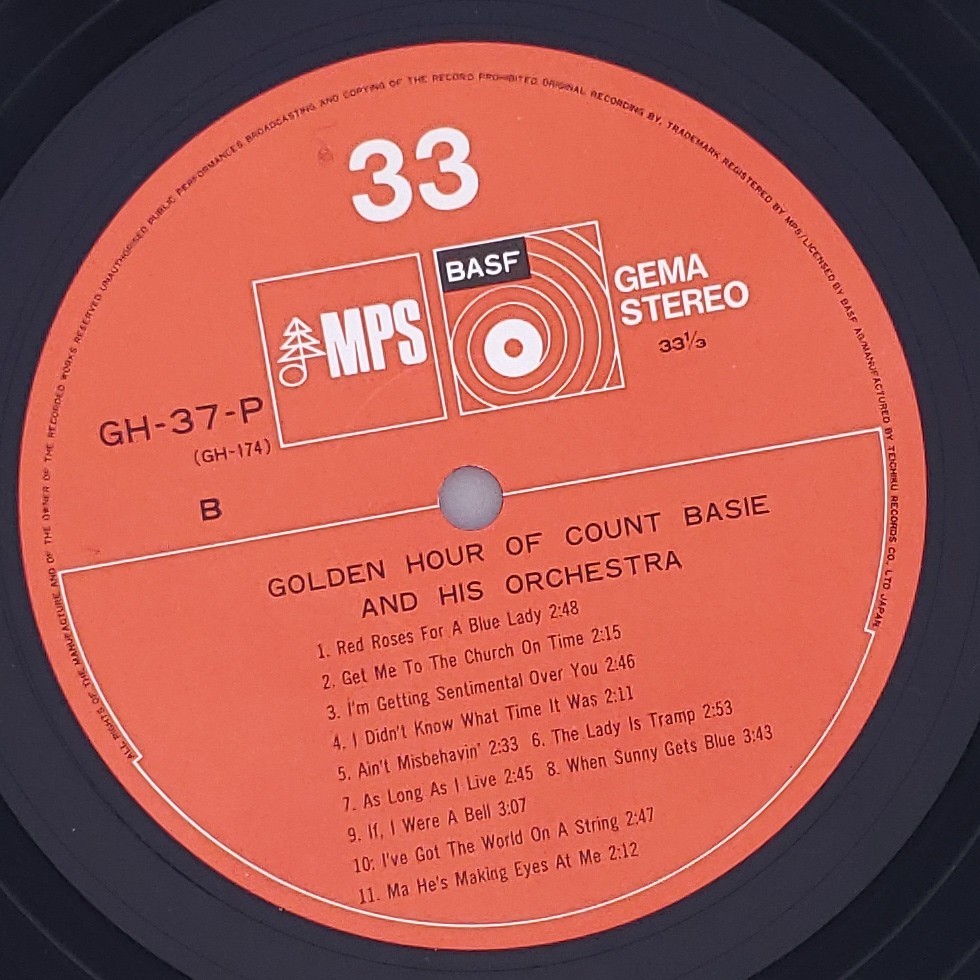 ALL RIGHTS OF THE MANUFACTURE AND OF THE OWNER OF THE RECORDED WORKS RESERVED UNAUTHORISED PUBLIC PERFORMANCES BROADCASTING AND COPYING OF THE RECORD PROHIBITED. ORIGINAL RECORDING BY, TRADEMARK REGISTERED BY MPS/LICENSED BY BASF AG/MANUFACTURED BY TEICHIKU RECORDS CO. LTD JAPAN.
33
MPS
BASF
GEMA
STEREO
33⅓
GH-37-P
(GH-174)
B
GOLDEN HOUR OF COUNT BASIE
AND HIS ORCHESTRA
1. Red Roses For A Blue Lady 2:48
2. Get Me To The Church On Time 2:15
3. I'm Getting Sentimental Over You 2:46
4. I Didn't Know What Time It Was 2:11
5. Ain't Misbehavin' 2:33 6. The Lady Is Tramp 2:53
7. As Long As I Live 2:45 8. When Sunny Gets Blue 3:43
9. If, I Were A Bell 3:07
10: I've Got The World On A String 2:47
11. Ma He's Making Eyes At Me 2:12